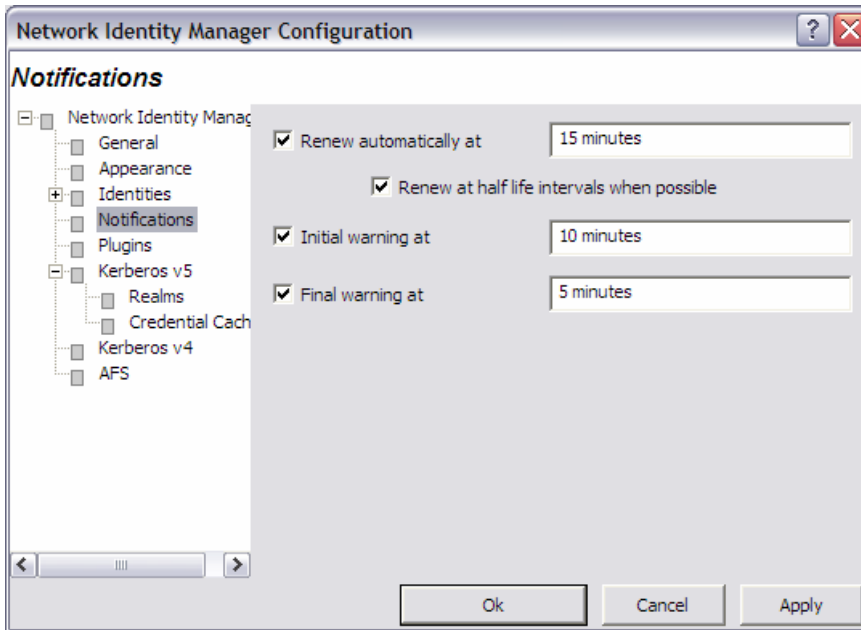 Network Identity Manager Configuration
Notifications
Network Identity Manag
General
Appearance
Identities
Notifications
Plugins
Kerberos v5
Realms
Credential Cach
Kerberos v4
AFS
Renew automatically at
15 minutes
Renew at half life intervals when possible
Initial warning at
10 minutes
Final warning at
5 minutes
Ok
Cancel
Apply